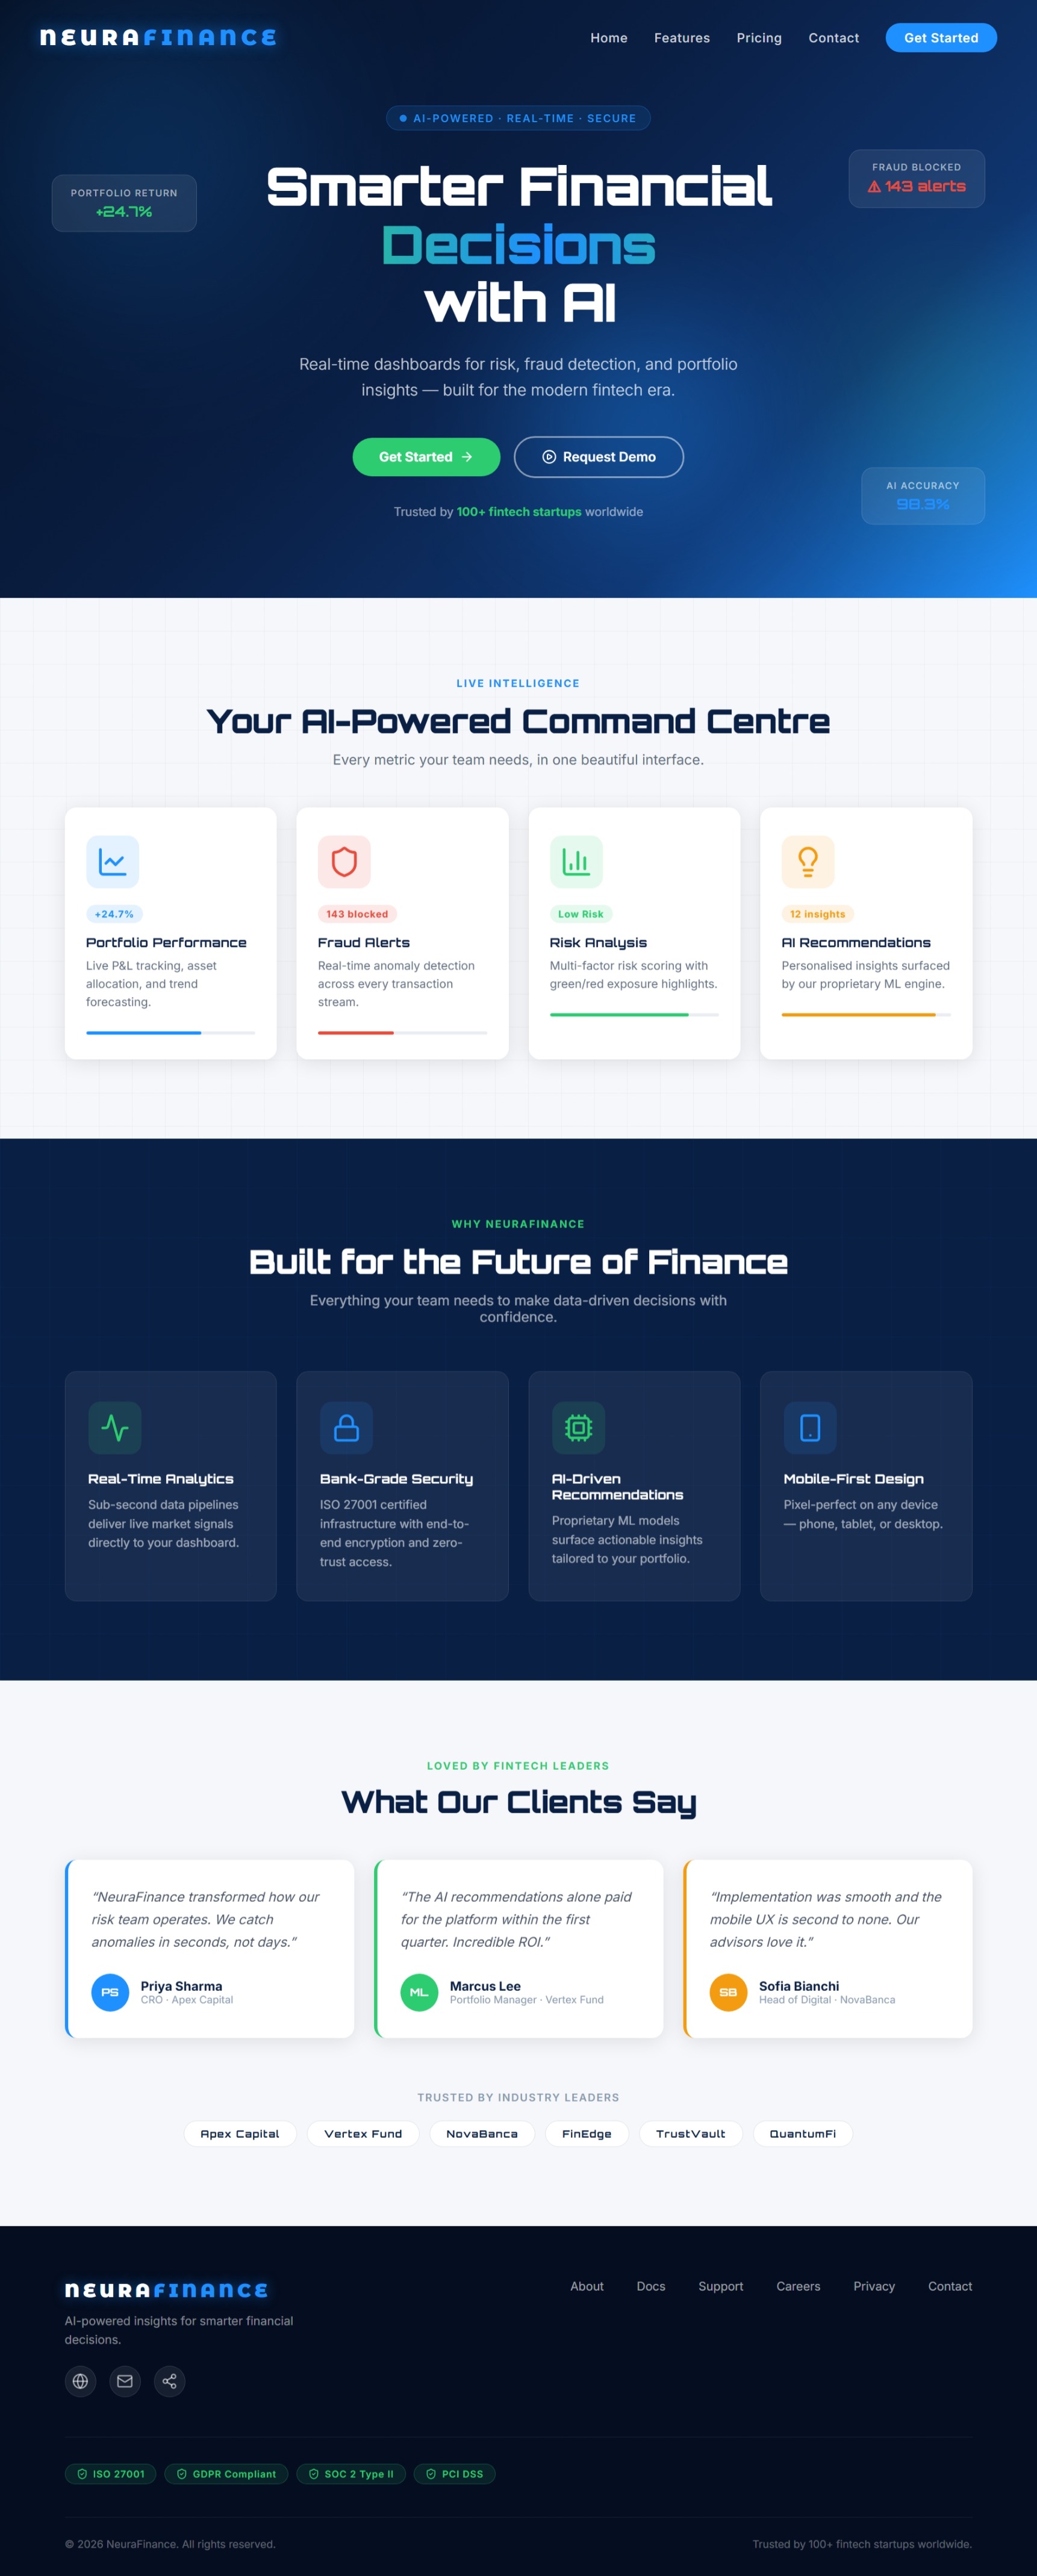 NEURAFINANCE
Home Features Pricing Contact Get Started
AI-POWERED · REAL-TIME · SECURE
PORTFOLIO RETURN
+24.7%
FRAUD BLOCKED
⚠ 143 alerts
Smarter Financial
Decisions
with AI
Real-time dashboards for risk, fraud detection, and portfolio
insights — built for the modern fintech era.
Get Started → Request Demo
AI ACCURACY
98.3%
Trusted by 100+ fintech startups worldwide
LIVE INTELLIGENCE
Your AI-Powered Command Centre
Every metric your team needs, in one beautiful interface.
+24.7%
Portfolio Performance
Live P&L tracking, asset
allocation, and trend
forecasting.
143 blocked
Fraud Alerts
Real-time anomaly detection
across every transaction
stream.
Low Risk
Risk Analysis
Multi-factor risk scoring with
green/red exposure highlights.
12 insights
AI Recommendations
Personalised insights surfaced
by our proprietary ML engine.
WHY NEURAFINANCE
Built for the Future of Finance
Everything your team needs to make data-driven decisions with
confidence.
Real-Time Analytics
Sub-second data pipelines
deliver live market signals
directly to your dashboard.
Bank-Grade Security
ISO 27001 certified
infrastructure with end-to-
end encryption and zero-
trust access.
AI-Driven
Recommendations
Proprietary ML models
surface actionable insights
tailored to your portfolio.
Mobile-First Design
Pixel-perfect on any device
— phone, tablet, or desktop.
LOVED BY FINTECH LEADERS
What Our Clients Say
“NeuraFinance transformed how our
risk team operates. We catch
anomalies in seconds, not days.”
PS
Priya Sharma
CRO · Apex Capital
“The AI recommendations alone paid
for the platform within the first
quarter. Incredible ROI.”
ML
Marcus Lee
Portfolio Manager · Vertex Fund
“Implementation was smooth and the
mobile UX is second to none. Our
advisors love it.”
SB
Sofia Bianchi
Head of Digital · NovaBanca
TRUSTED BY INDUSTRY LEADERS
Apex Capital Vertex Fund NovaBanca FinEdge TrustVault QuantumFi
NEURAFINANCE
AI-powered insights for smarter financial
decisions.
About Docs Support Careers Privacy Contact
ISO 27001 GDPR Compliant SOC 2 Type II PCI DSS
© 2026 NeuraFinance. All rights reserved.
Trusted by 100+ fintech startups worldwide.